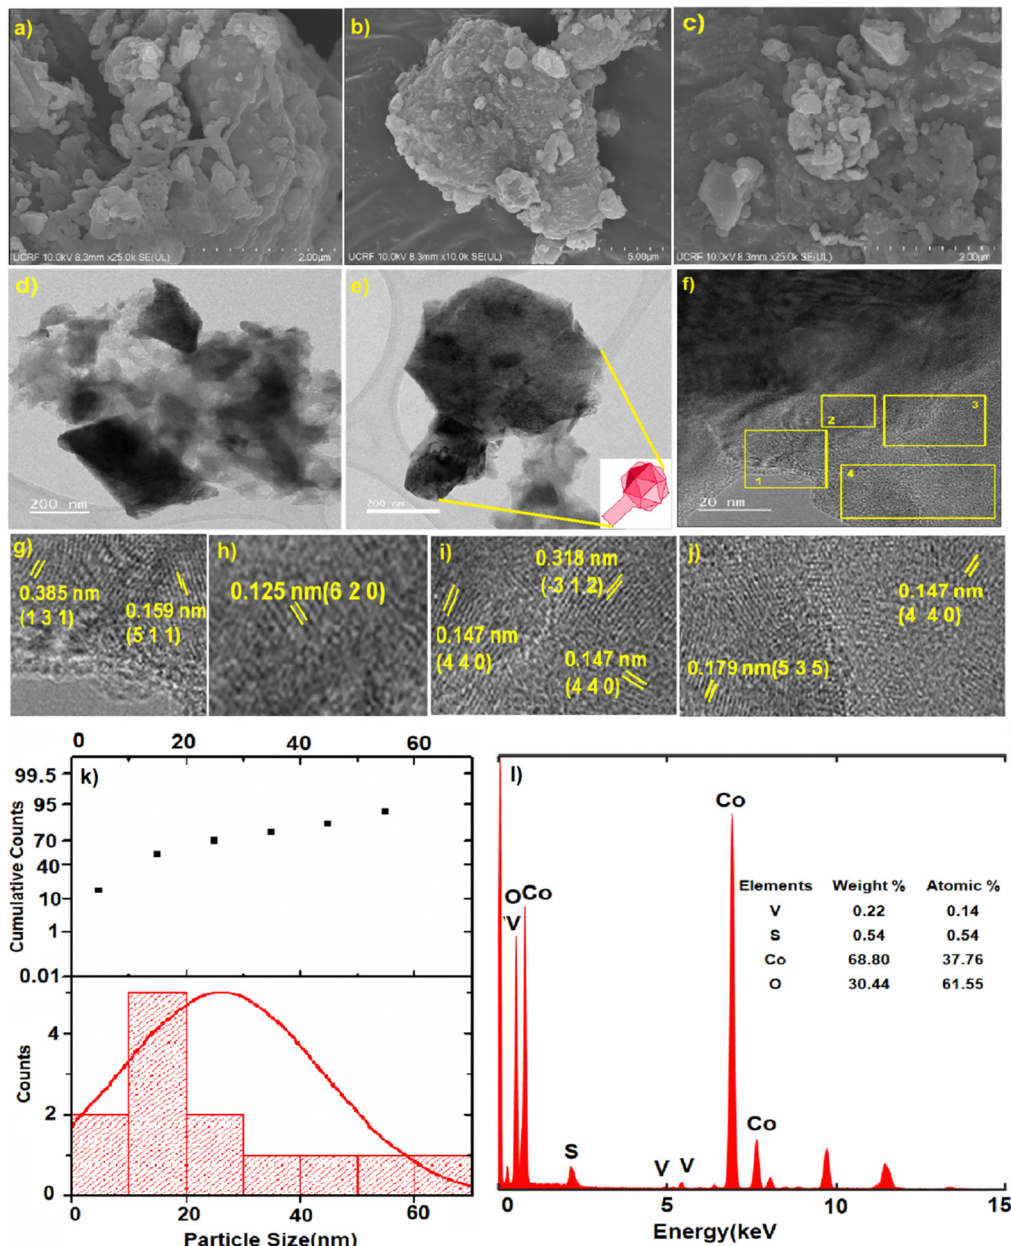 a)
UCRF 10.0kV 8.3mm x25.0k SE(UL)
2.00μm
b)
UCRF 10.0kV 8.3mm x10.0k SE(UL)
5.00μm
c)
UCRF 10.0kV 8.3mm x25.0k SE(UL)
2.00μm
d)
200 nm
e)
200 nm
f)
1
2
3
4
20 nm
g)
0.385 nm
(1 3 1)
0.159 nm
(5 1 1)
h)
0.125 nm(6 2 0)
i)
0.318 nm
(-3 1 2)
0.147 nm
(4 4 0)
0.147 nm
(4 4 0)
j)
0.147 nm
(4 4 0)
0.179 nm(5 3 5)
0 20 40 60
k)
99.5
95
70
40
10
1
0.01
Cumulative Counts
4
2
0
Counts
0 20 40 60
Particle Size(nm)
l)
Co
O Co
V
Elements Weight % Atomic %
V 0.22 0.14
S 0.54 0.54
Co 68.80 37.76
O 30.44 61.55
Co
S
V V
0 5 10 15
Energy(keV